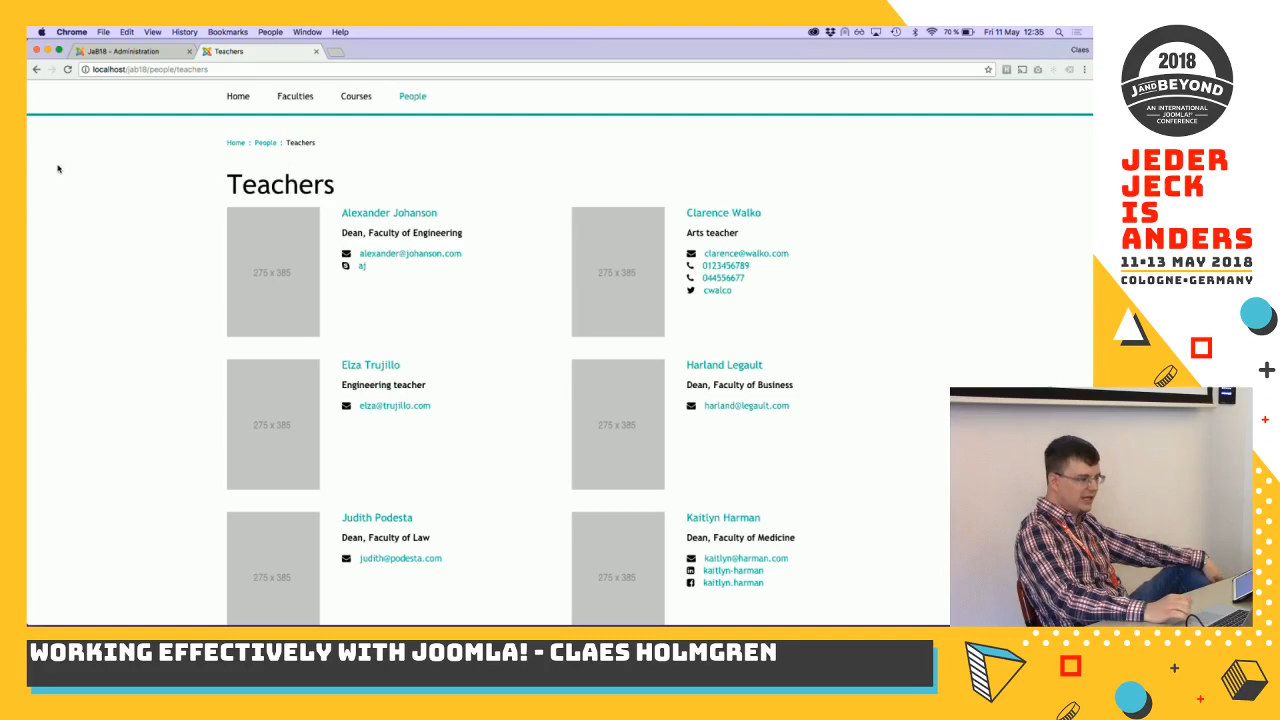 Chrome File Edit View History Bookmarks People Window Help
70% Fri 11 May 12:35
JaB18 - Administration
Teachers
Claes
localhost/jab18/people/teachers
Home Faculties Courses People
Home : People : Teachers
Teachers
275 x 385
Alexander Johanson
Dean, Faculty of Engineering
alexander@johanson.com
aj
275 x 385
Clarence Walko
Arts teacher
clarence@walko.com
0123456789
044556677
cwalco
275 x 385
Elza Trujillo
Engineering teacher
elza@trujillo.com
275 x 385
Harland Legault
Dean, Faculty of Business
harland@legault.com
275 x 385
Judith Podesta
Dean, Faculty of Law
judith@podesta.com
275 x 385
Kaitlyn Harman
Dean, Faculty of Medicine
kaitlyn@harman.com
kaitlyn-harman
kaitlyn.harman
2018
JANDBEYOND
AN INTERNATIONAL
JOOMLA!®
CONFERENCE
JEDER
JECK
IS
ANDERS
11-13 MAY 2018
COLOGNE•GERMANY
WORKING EFFECTIVELY WITH JOOMLA! - CLAES HOLMGREN